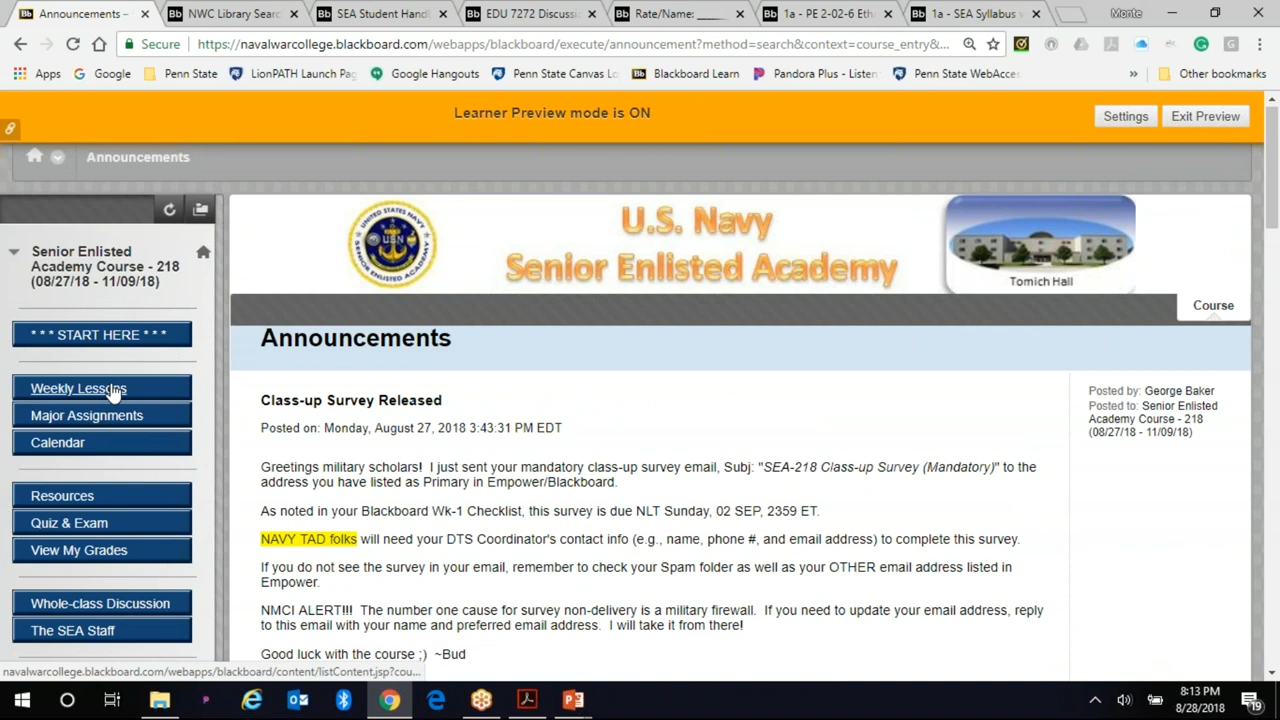 Announcements –
NWC Library Sear
SEA Student Handl
EDU 7272 Discussi
Rate/Name: _____
1a - PE 2-02-6 Eth
1a - SEA Syllabus v
Monte
Secure
https://navalwarcollege.blackboard.com/webapps/blackboard/execute/announcement?method=search&context=course_entry&...
Apps
Google
Penn State
LionPATH Launch Pag
Google Hangouts
Penn State Canvas Lo
Blackboard Learn
Pandora Plus - Listen
Penn State WebAcces
»
Other bookmarks
Learner Preview mode is ON
Settings
Exit Preview
Announcements
Senior Enlisted
Academy Course - 218
(08/27/18 - 11/09/18)
* * * START HERE * * *
Weekly Lessons
Major Assignments
Calendar
Resources
Quiz & Exam
View My Grades
Whole-class Discussion
The SEA Staff
UNITED STATES NAVY
USN
SENIOR ENLISTED ACADEMY
U.S. Navy
Senior Enlisted Academy
Tomich Hall
Course
Announcements
Class-up Survey Released
Posted on: Monday, August 27, 2018 3:43:31 PM EDT
Greetings military scholars! I just sent your mandatory class-up survey email, Subj: "SEA-218 Class-up Survey (Mandatory)" to the
address you have listed as Primary in Empower/Blackboard.
As noted in your Blackboard Wk-1 Checklist, this survey is due NLT Sunday, 02 SEP, 2359 ET.
NAVY TAD folks will need your DTS Coordinator's contact info (e.g., name, phone #, and email address) to complete this survey.
If you do not see the survey in your email, remember to check your Spam folder as well as your OTHER email address listed in
Empower.
NMCI ALERT!!! The number one cause for survey non-delivery is a military firewall. If you need to update your email address, reply
to this email with your name and preferred email address. I will take it from there!
Good luck with the course ;) ~Bud
Posted by: George Baker
Posted to: Senior Enlisted
Academy Course - 218
(08/27/18 - 11/09/18)
navalwarcollege.blackboard.com/webapps/blackboard/content/listContent.jsp?cou...
8:13 PM
8/28/2018
19